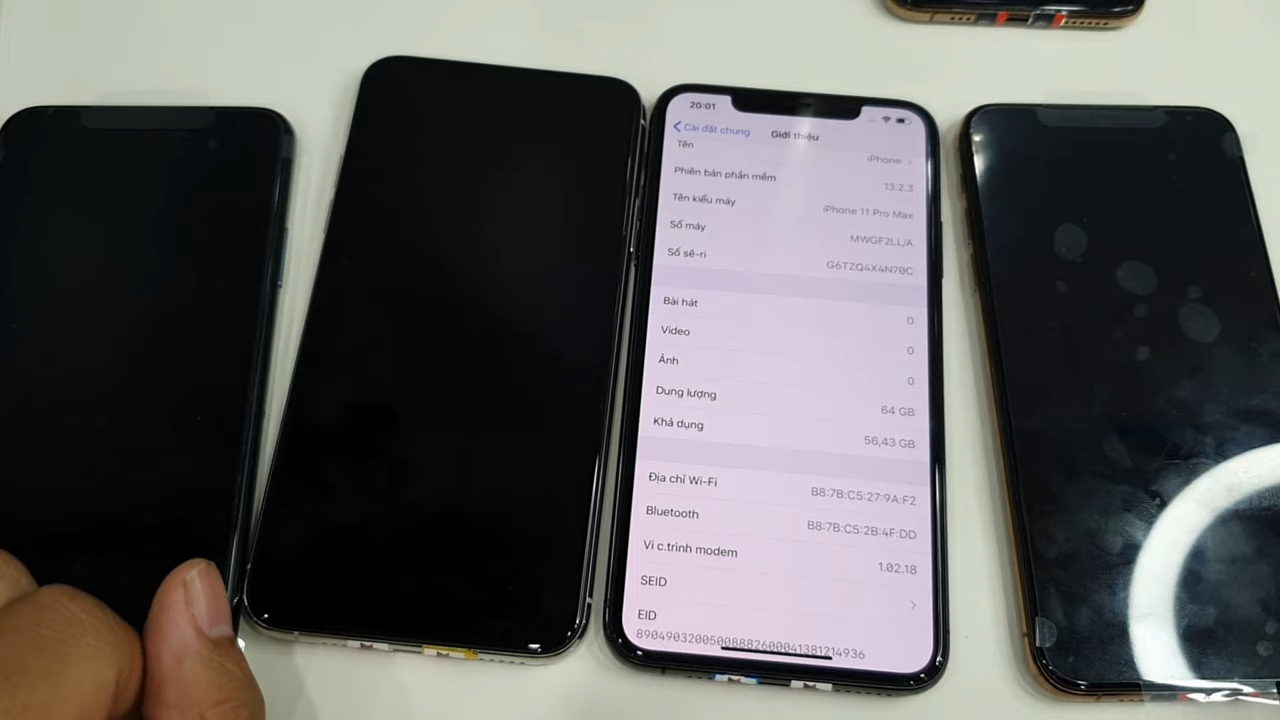 20:01
Cài đặt chung Giới thiệu
Tên iPhone
Phiên bản phần mềm 13.2.3
Tên kiểu máy iPhone 11 Pro Max
Số máy MWGF2LL/A
Số sê-ri G6TZQ4X4N70C
Bài hát 0
Video 0
Ảnh 0
Dung lượng 64 GB
Khả dụng 56,43 GB
Địa chỉ Wi-Fi B8:7B:C5:27:9A:F2
Bluetooth B8:7B:C5:2B:4F:DD
Vi c.trình modem 1.02.18
SEID
EID
89049032005008882600041381214936